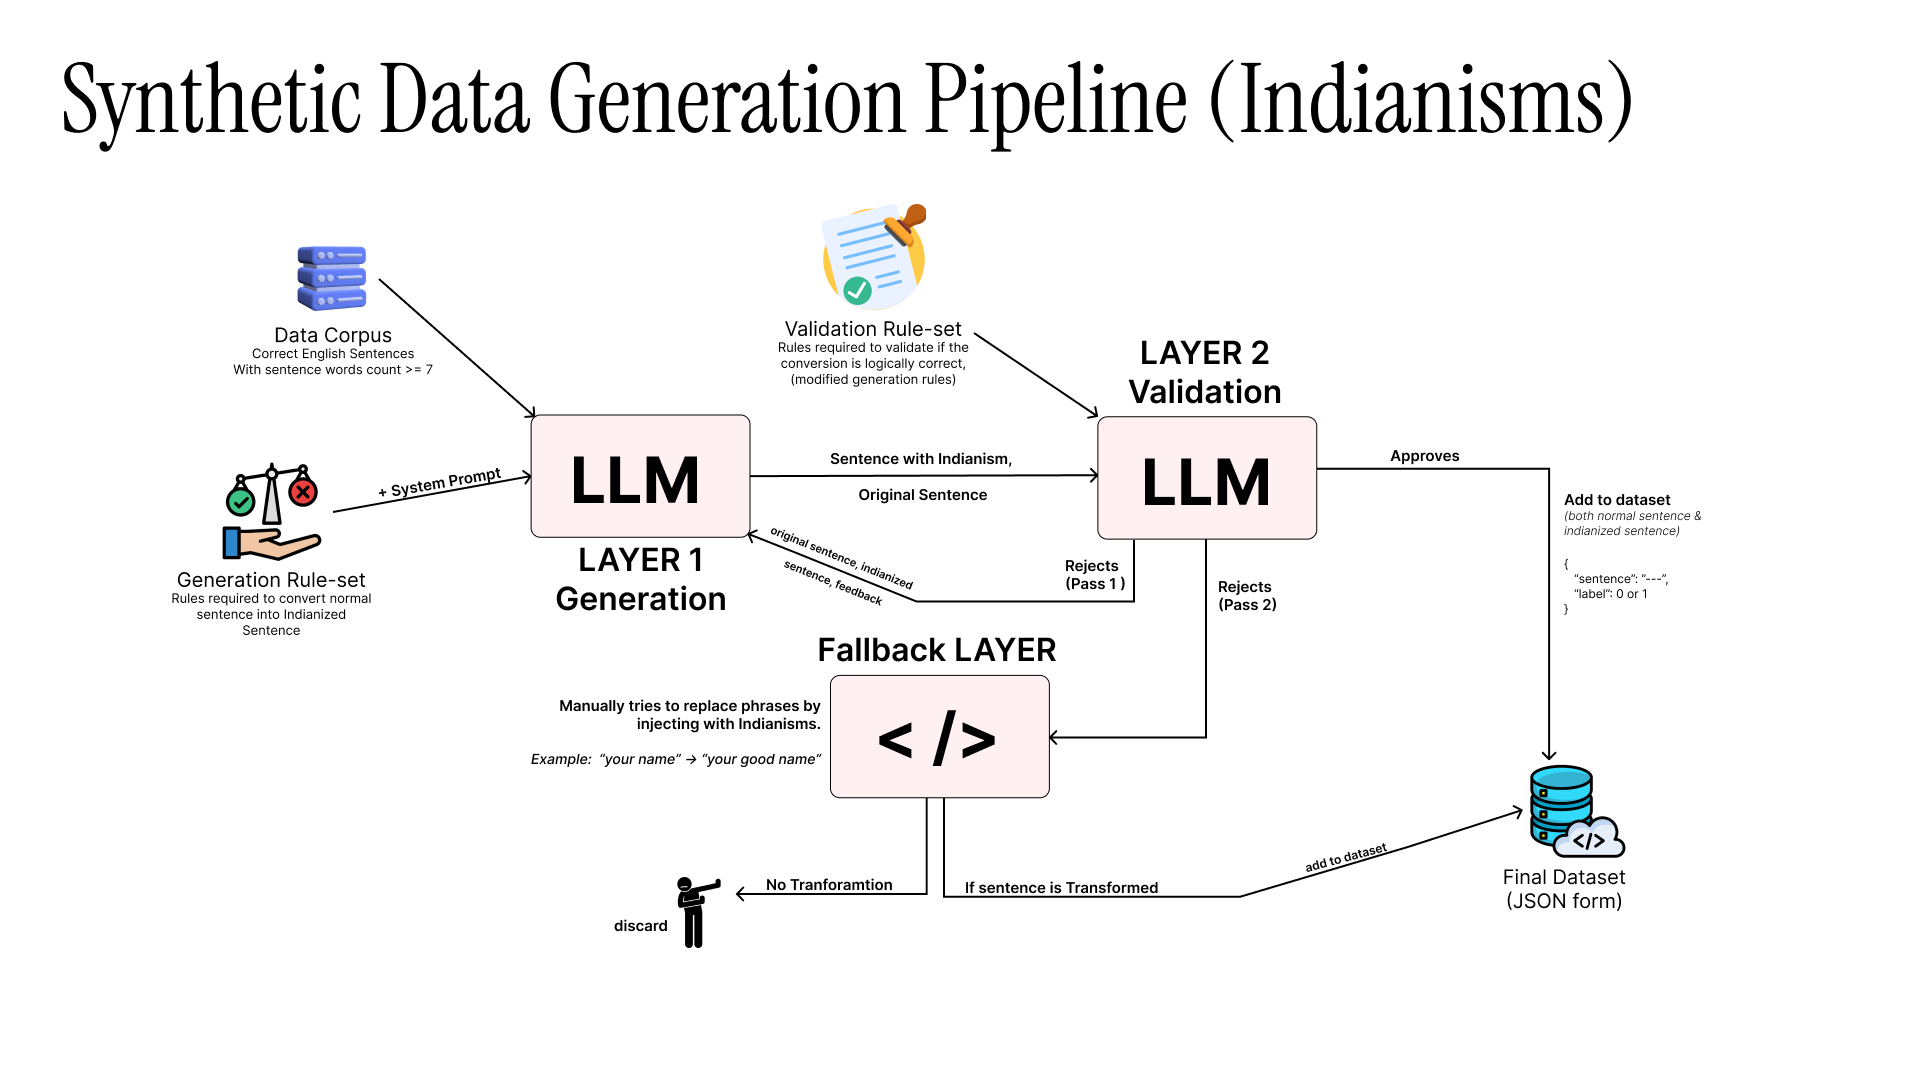 Synthetic Data Generation Pipeline (Indianisms)
Data Corpus
Correct English Sentences
With sentence words count >= 7
Validation Rule-set
Rules required to validate if the
conversion is logically correct,
(modified generation rules)
LAYER 2
Validation
+ System Prompt
LLM
Sentence with Indianism,
Original Sentence
LLM
Approves
Generation Rule-set
Rules required to convert normal
sentence into Indianized
Sentence
LAYER 1
Generation
original sentence, indianized
sentence, feedback
Rejects
(Pass 1 )
Rejects
(Pass 2)
Add to dataset
(both normal sentence &
indianized sentence)
{
"sentence": "---",
"label": 0 or 1
}
Fallback LAYER
Manually tries to replace phrases by
injecting with Indianisms.
Example: "your name" → "your good name"
< />
No Tranforamtion
discard
If sentence is Transformed
add to dataset
</>
Final Dataset
(JSON form)